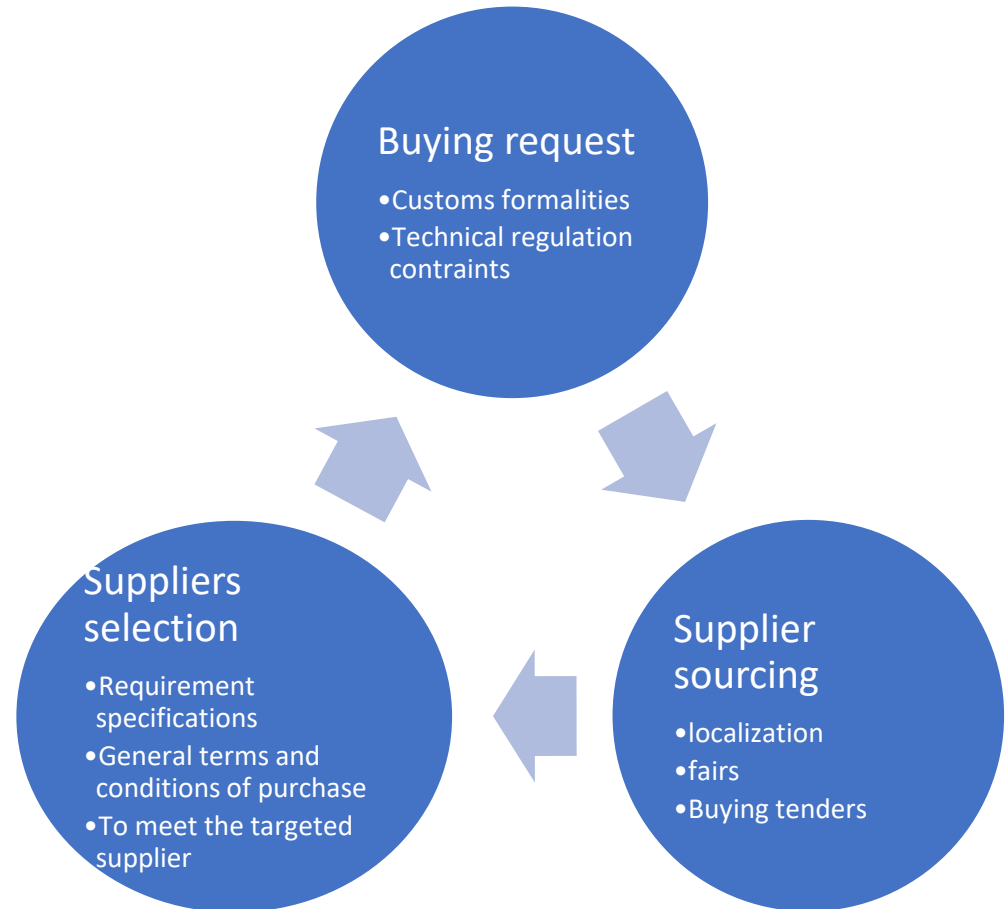 Buying request
•Customs formalities
•Technical regulation
contraints
Supplier
sourcing
•localization
•fairs
•Buying tenders
Suppliers
selection
•Requirement
specifications
•General terms and
conditions of purchase
•To meet the targeted
supplier